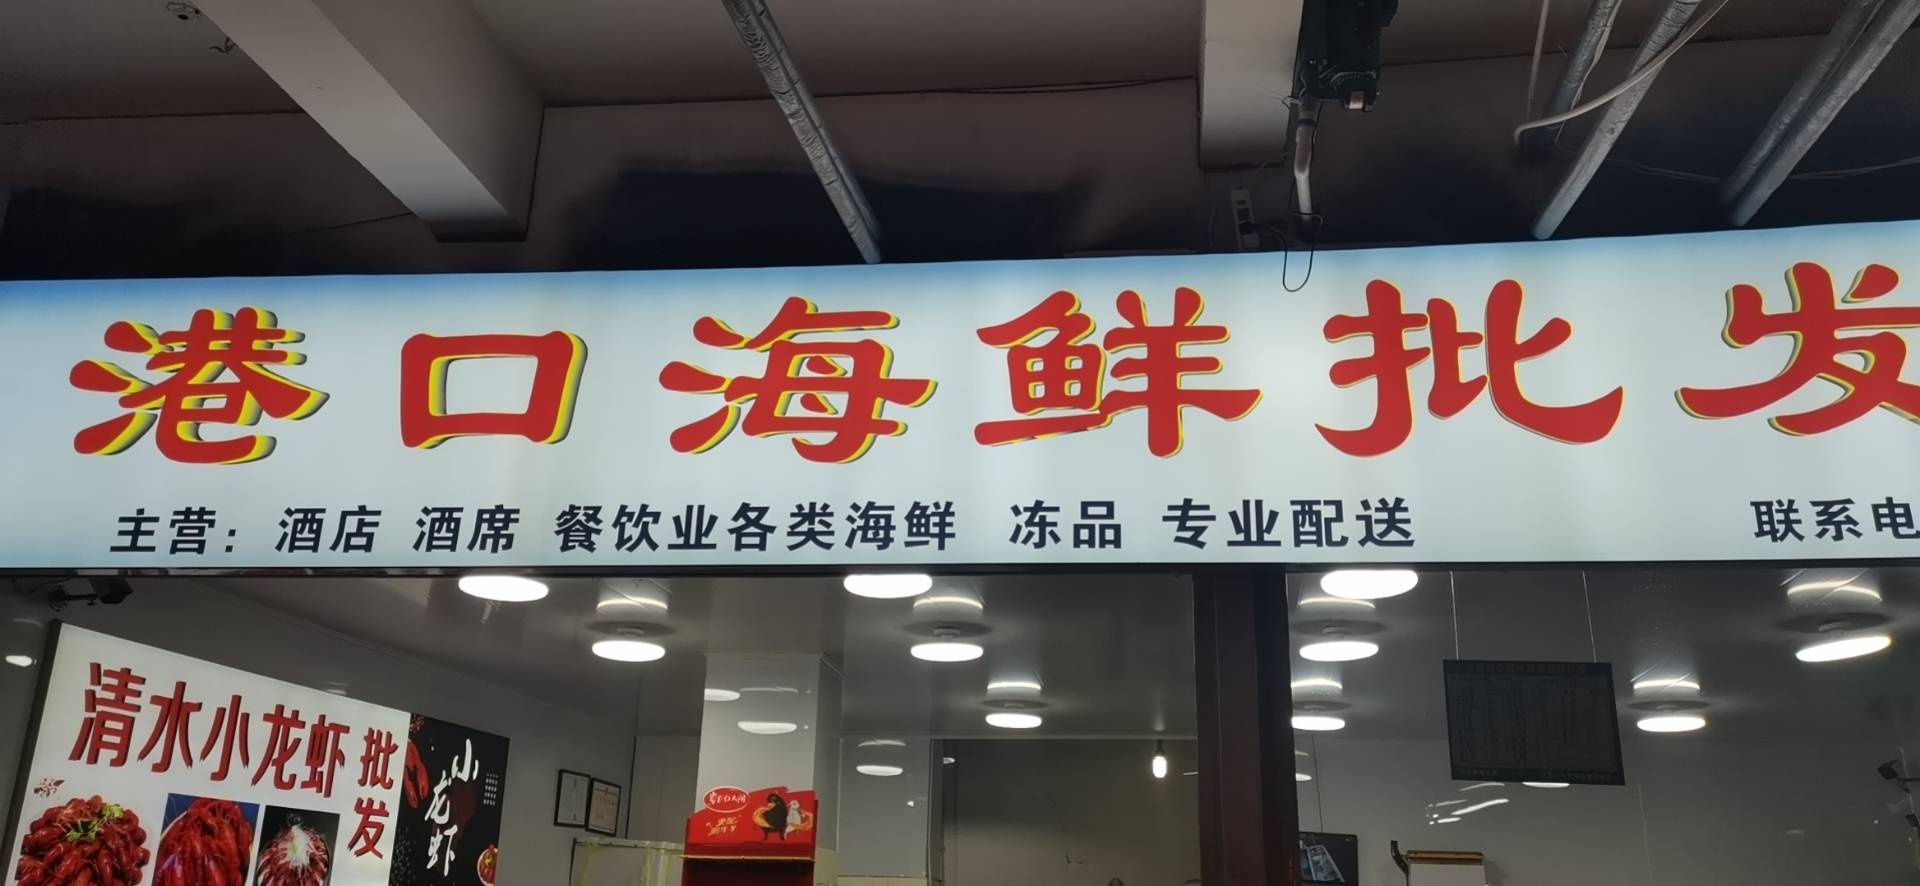 港口海鲜批发
主营：酒店 酒席 餐饮业各类海鲜 冻品 专业配送
联系电
清水小龙虾
批发
小龙虾